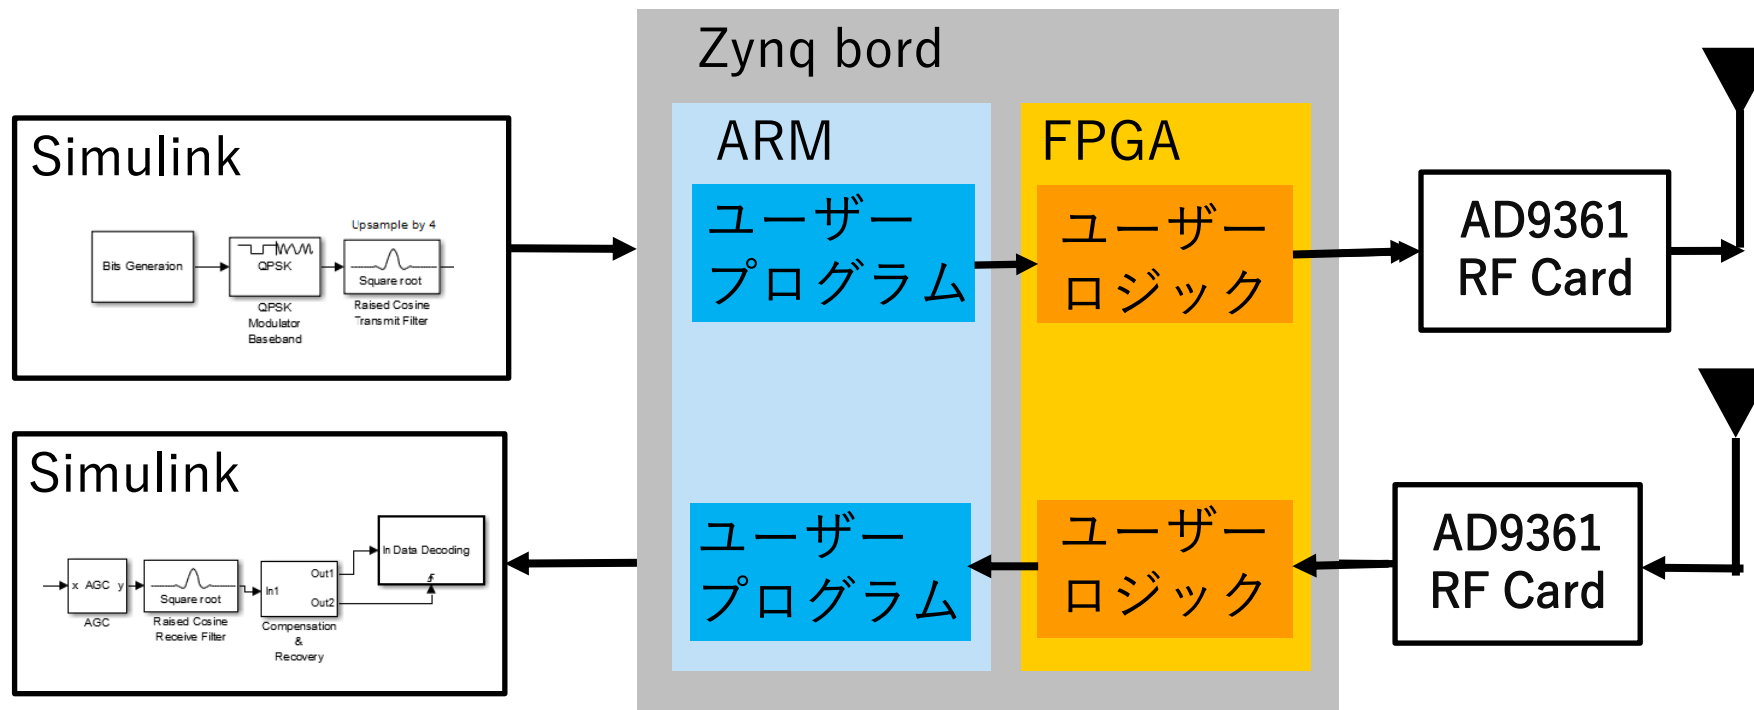 Zynq bord
Simulink
Upsample by 4
Bits Generation
QPSK
Square root
QPSK
Modulator
Baseband
Raised Cosine
Transmit Filter
ARM
ユーザー
プログラム
FPGA
ユーザー
ロジック
AD9361
RF Card
Simulink
x AGC y
AGC
Square root
Raised Cosine
Receive Filter
In1
Out1
Out2
Compensation
&
Recovery
In Data Decoding
ユーザー
プログラム
ユーザー
ロジック
AD9361
RF Card